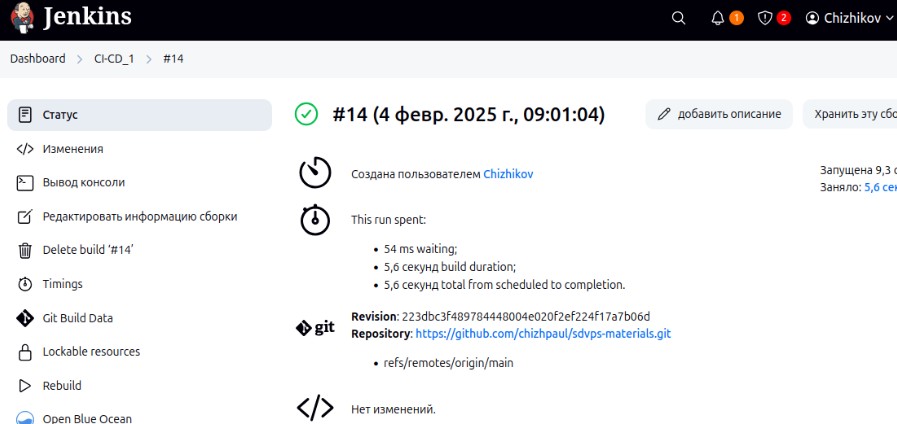 Jenkins
1
2
Chizhikov
Dashboard
CI-CD_1
#14
Статус
Изменения
Вывод консоли
Редактировать информацию сборки
Delete build ‘#14’
Timings
Git Build Data
Lockable resources
Rebuild
Open Blue Ocean
#14 (4 февр. 2025 г., 09:01:04)
добавить описание
Хранить эту сбо
Создана пользователем Chizhikov
Запущена 9,3 с
Заняло: 5,6 сек
This run spent:
54 ms waiting;
5,6 секунд build duration;
5,6 секунд total from scheduled to completion.
git
Revision: 223dbc3f489784448004e020f2ef224f17a7b06d
Repository: https://github.com/chizhpaul/sdvps-materials.git
refs/remotes/origin/main
Нет изменений.